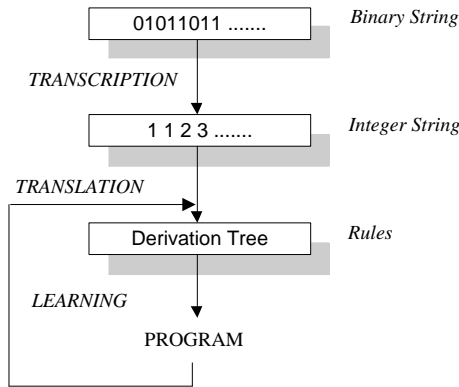 01011011 .......
Binary String
TRANSCRIPTION
1 1 2 3 .......
Integer String
TRANSLATION
Derivation Tree
Rules
LEARNING
PROGRAM